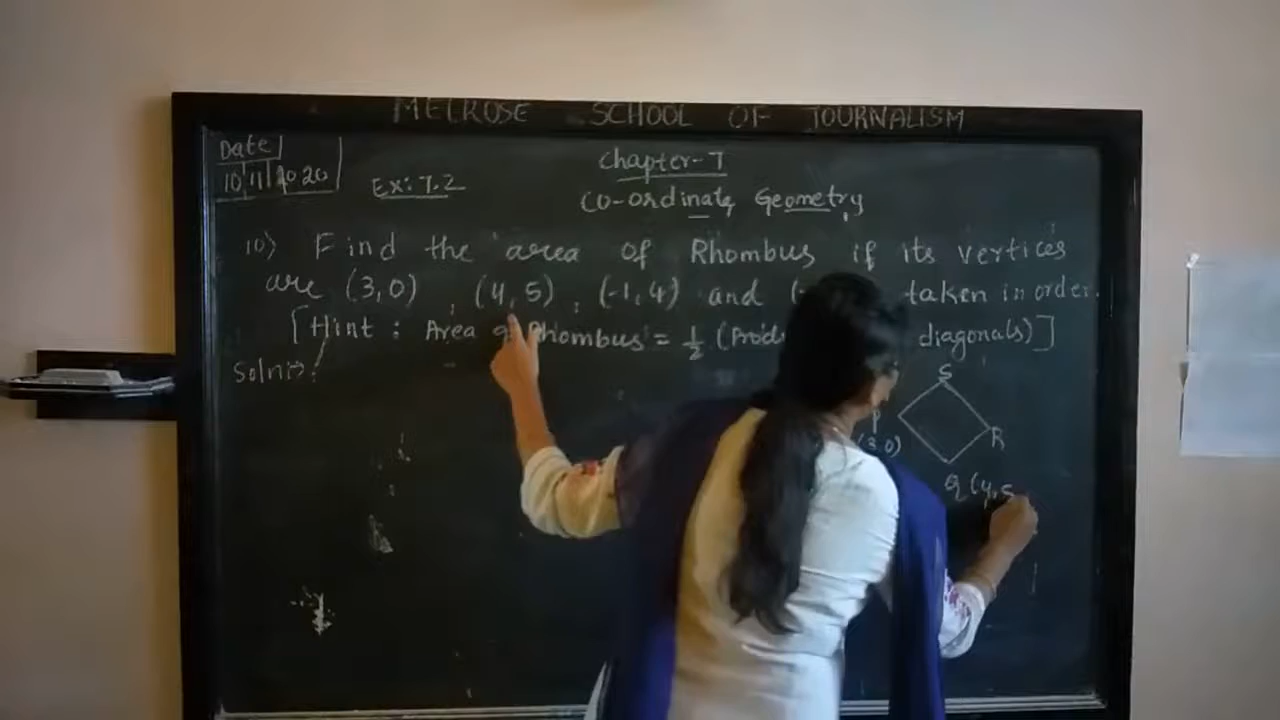 MELROSE SCHOOL OF JOURNALISM
Date
10/11/2020
Chapter-7
Ex: 7.2
CO-ordinate Geometry
10) Find the area of Rhombus if its vertices
are (3,0), (4,5), (-1,4) and ( taken in order.
[Hint: Area of Rhombus = 1/2 ( diagonals)]
Soln:
S
P
R
(3,0)
Q (4,5